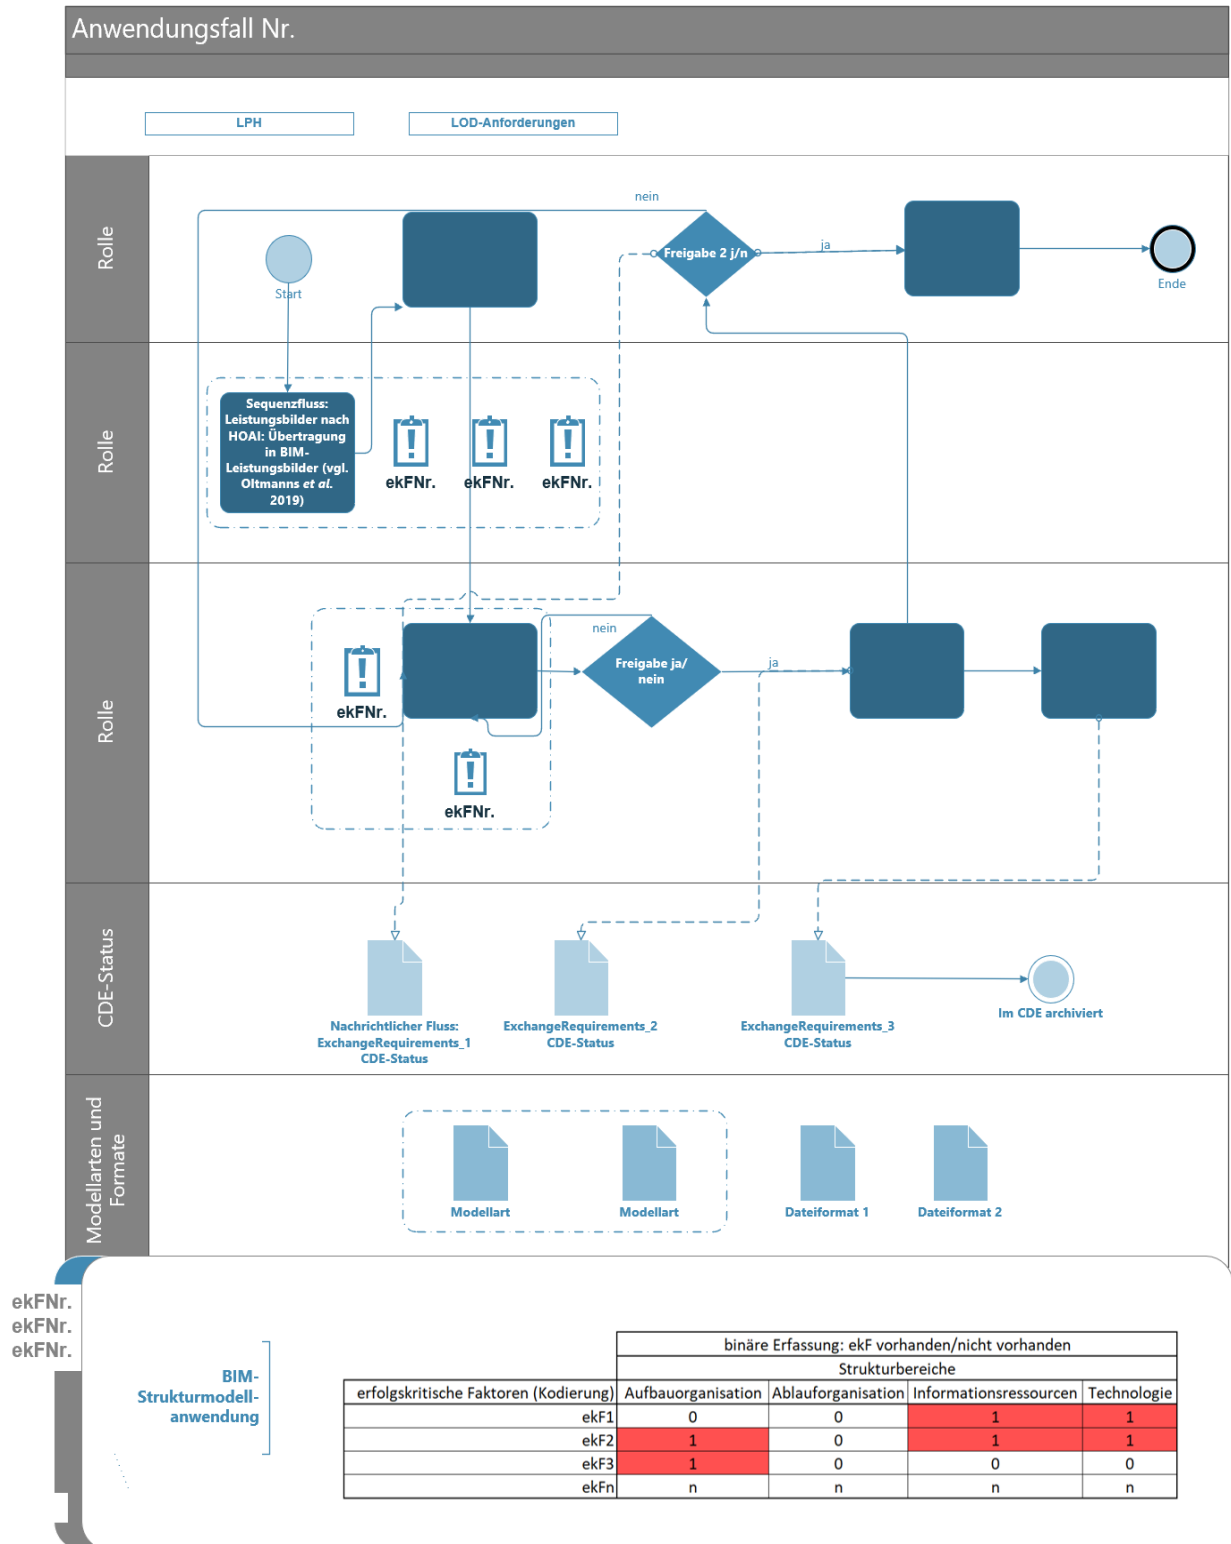 Anwendungsfall Nr.
LPH
LOD-Anforderungen
Rolle
nein
Freigabe 2 j/n
ja
Start
Ende
Rolle
Sequenzfluss:
Leistungsbilder nach
HOAI: Übertragung
in BIM-
Leistungsbilder (vgl.
Oltmanns et al.
2019)
ekFNr.
ekFNr.
ekFNr.
Rolle
nein
Freigabe ja/
nein
ja
ekFNr.
ekFNr.
CDE-Status
Nachrichtlicher Fluss:
ExchangeRequirements_1
CDE-Status
ExchangeRequirements_2
CDE-Status
ExchangeRequirements_3
CDE-Status
Im CDE archiviert
Modellarten und
Formate
Modellart
Modellart
Dateiformat 1
Dateiformat 2
ekFNr.
ekFNr.
ekFNr.
BIM-
Strukturmodell-
anwendung
binäre Erfassung: ekF vorhanden/nicht vorhanden
Strukturbereiche
erfolgskritische Faktoren (Kodierung) Aufbauorganisation Ablauforganisation Informationsressourcen Technologie
ekF1 0 0 1 1
ekF2 1 0 1 1
ekF3 1 0 0 0
ekFn n n n n